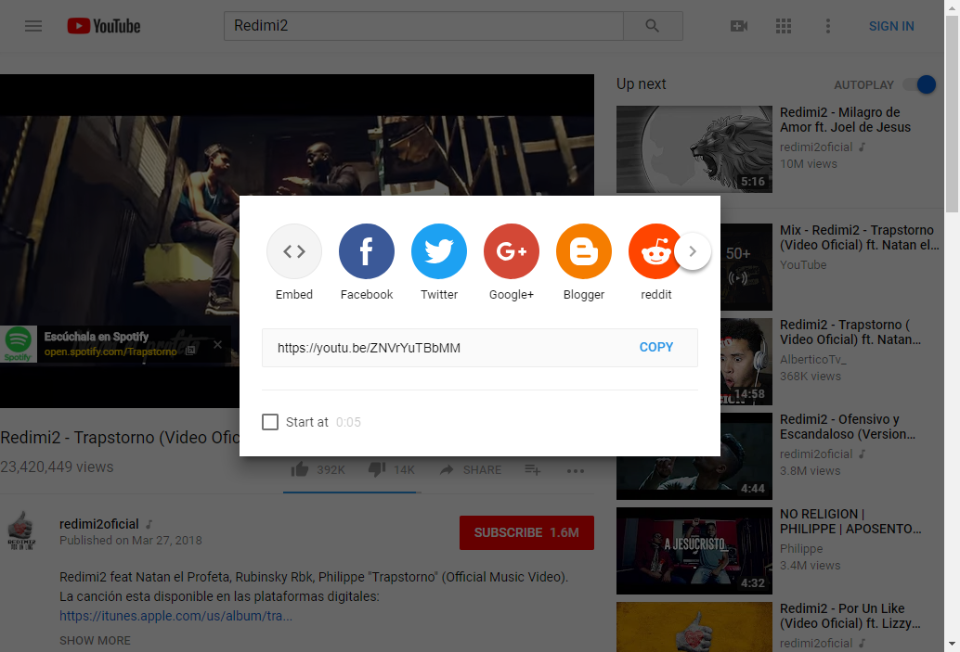 YouTube
Redimi2
SIGN IN
Up next
AUTOPLAY
Redimi2 - Milagro de
Amor ft. Joel de Jesus
redimi2oficial
10M views
5:16
50+
Mix - Redimi2 - Trapstorno
(Video Oficial) ft. Natan el...
YouTube
Redimi2 - Trapstorno (
Video Oficial) ft. Natan...
AlberticoTv_
368K views
14:58
Redimi2 - Ofensivo y
Escandaloso (Version...
redimi2oficial
3.8M views
4:44
NO RELIGION |
PHILIPPE | APOSENTO...
Philippe
3.4M views
A JESUCRISTO_
4:32
Redimi2 - Por Un Like
(Video Oficial) ft. Lizzy...
redimi2oficial
Embed
Facebook
Twitter
G+
Google+
Blogger
reddit
https://youtu.be/ZNVrYuTBbMM
COPY
Start at 0:05
Spotify
Escúchala en Spotify
open.spotify.com/Trapstorno
Redimi2 - Trapstorno (Video Ofic
23,420,449 views
392K
14K
SHARE
redimi2oficial
Published on Mar 27, 2018
SUBSCRIBE 1.6M
Redimi2 feat Natan el Profeta, Rubinsky Rbk, Philippe "Trapstorno" (Official Music Video).
La canción esta disponible en las plataformas digitales:
https://itunes.apple.com/us/album/tra...
SHOW MORE